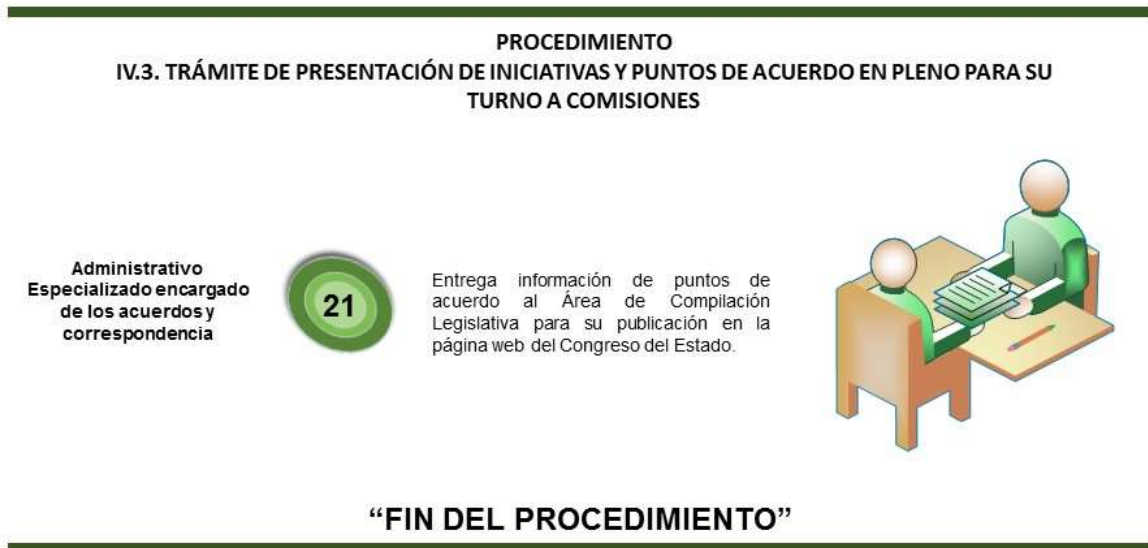 PROCEDIMIENTO
IV.3. TRÁMITE DE PRESENTACIÓN DE INICIATIVAS Y PUNTOS DE ACUERDO EN PLENO PARA SU
TURNO A COMISIONES
Administrativo
Especializado encargado
de los acuerdos y
correspondencia
21
Entrega información de puntos de
acuerdo al Área de Compilación
Legislativa para su publicación en la
página web del Congreso del Estado.
“FIN DEL PROCEDIMIENTO”